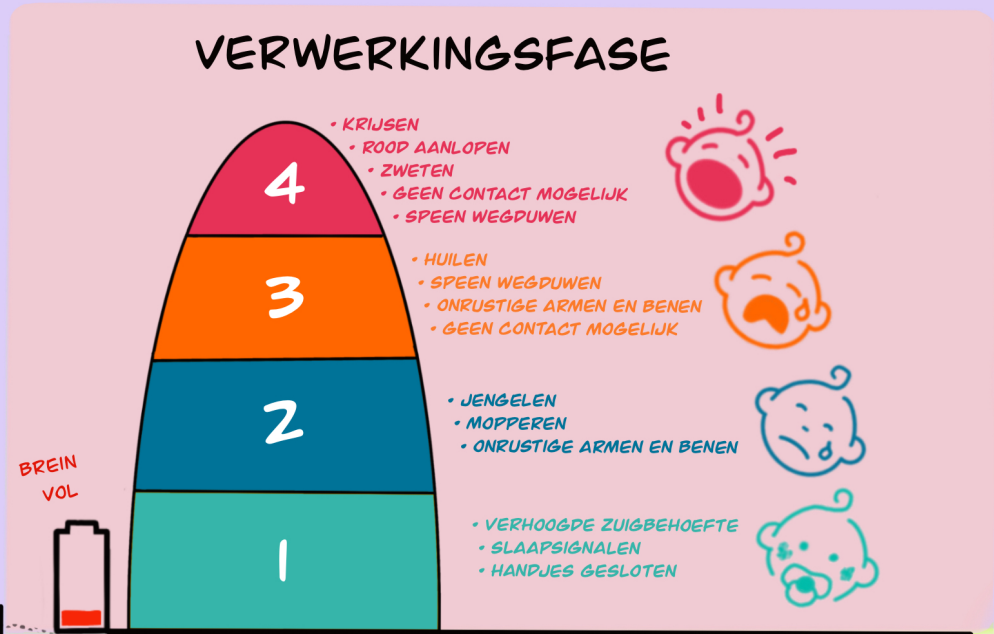 VERWERKINGSFASE
4
• KRIJSEN
• ROOD AANLOPEN
• ZWETEN
• GEEN CONTACT MOGELIJK
• SPEEN WEGDUWEN
3
• HUILEN
• SPEEN WEGDUWEN
• ONRUSTIGE ARMEN EN BENEN
• GEEN CONTACT MOGELIJK
2
• JENGELEN
• MOPPEREN
• ONRUSTIGE ARMEN EN BENEN
BREIN
VOL
1
• VERHOOGDE ZUIGBEHOEFTE
• SLAAPSIGNALEN
• HANDJES GESLOTEN